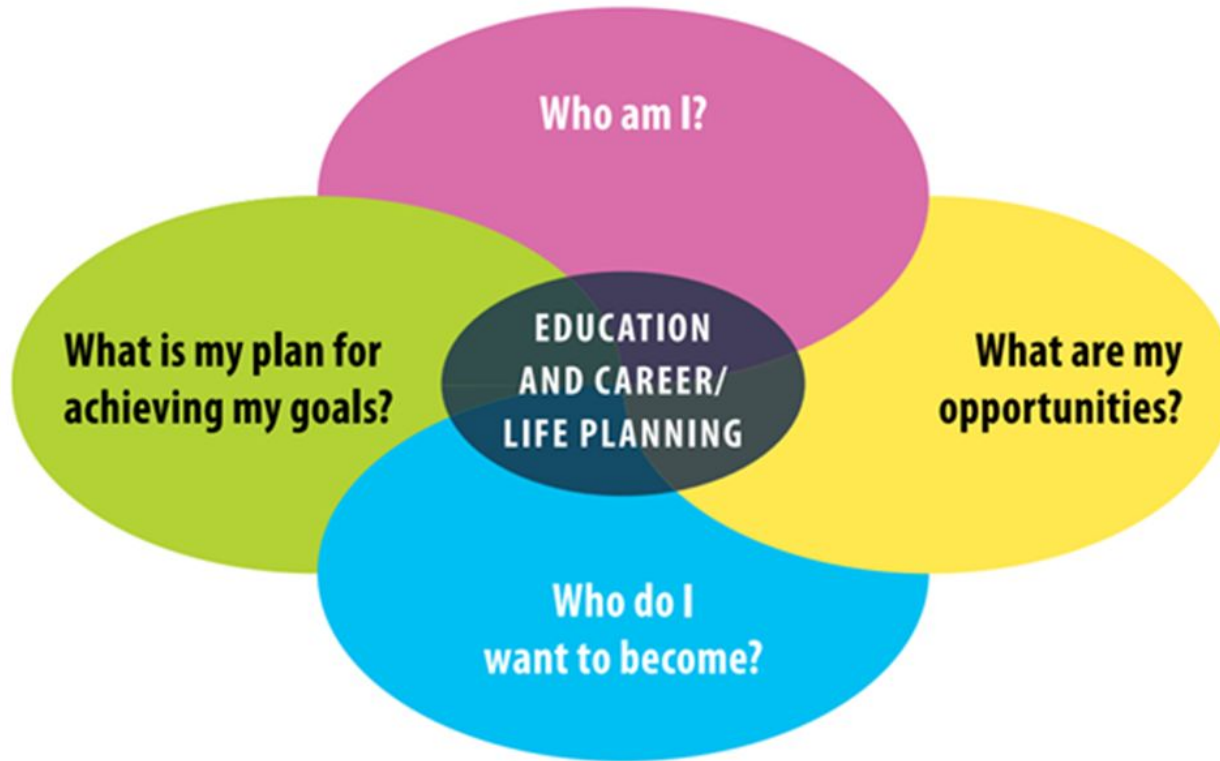 Who am I?
What is my plan for
achieving my goals?
EDUCATION
AND CAREER/
LIFE PLANNING
What are my
opportunities?
Who do I
want to become?